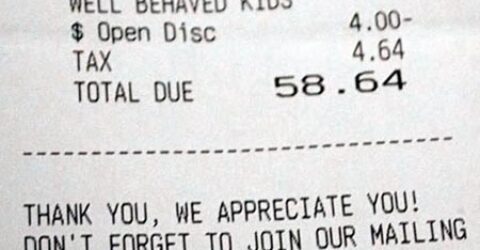 WELL BEHAVED KIDS
$ Open Disc 4.00-
TAX 4.64
TOTAL DUE 58.64
THANK YOU, WE APPRECIATE YOU!
DON'T FORGET TO JOIN OUR MAILING